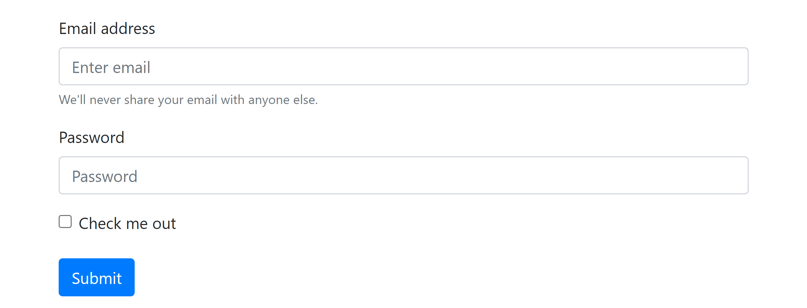 Email address
Enter email
We'll never share your email with anyone else.
Password
Password
Check me out
Submit